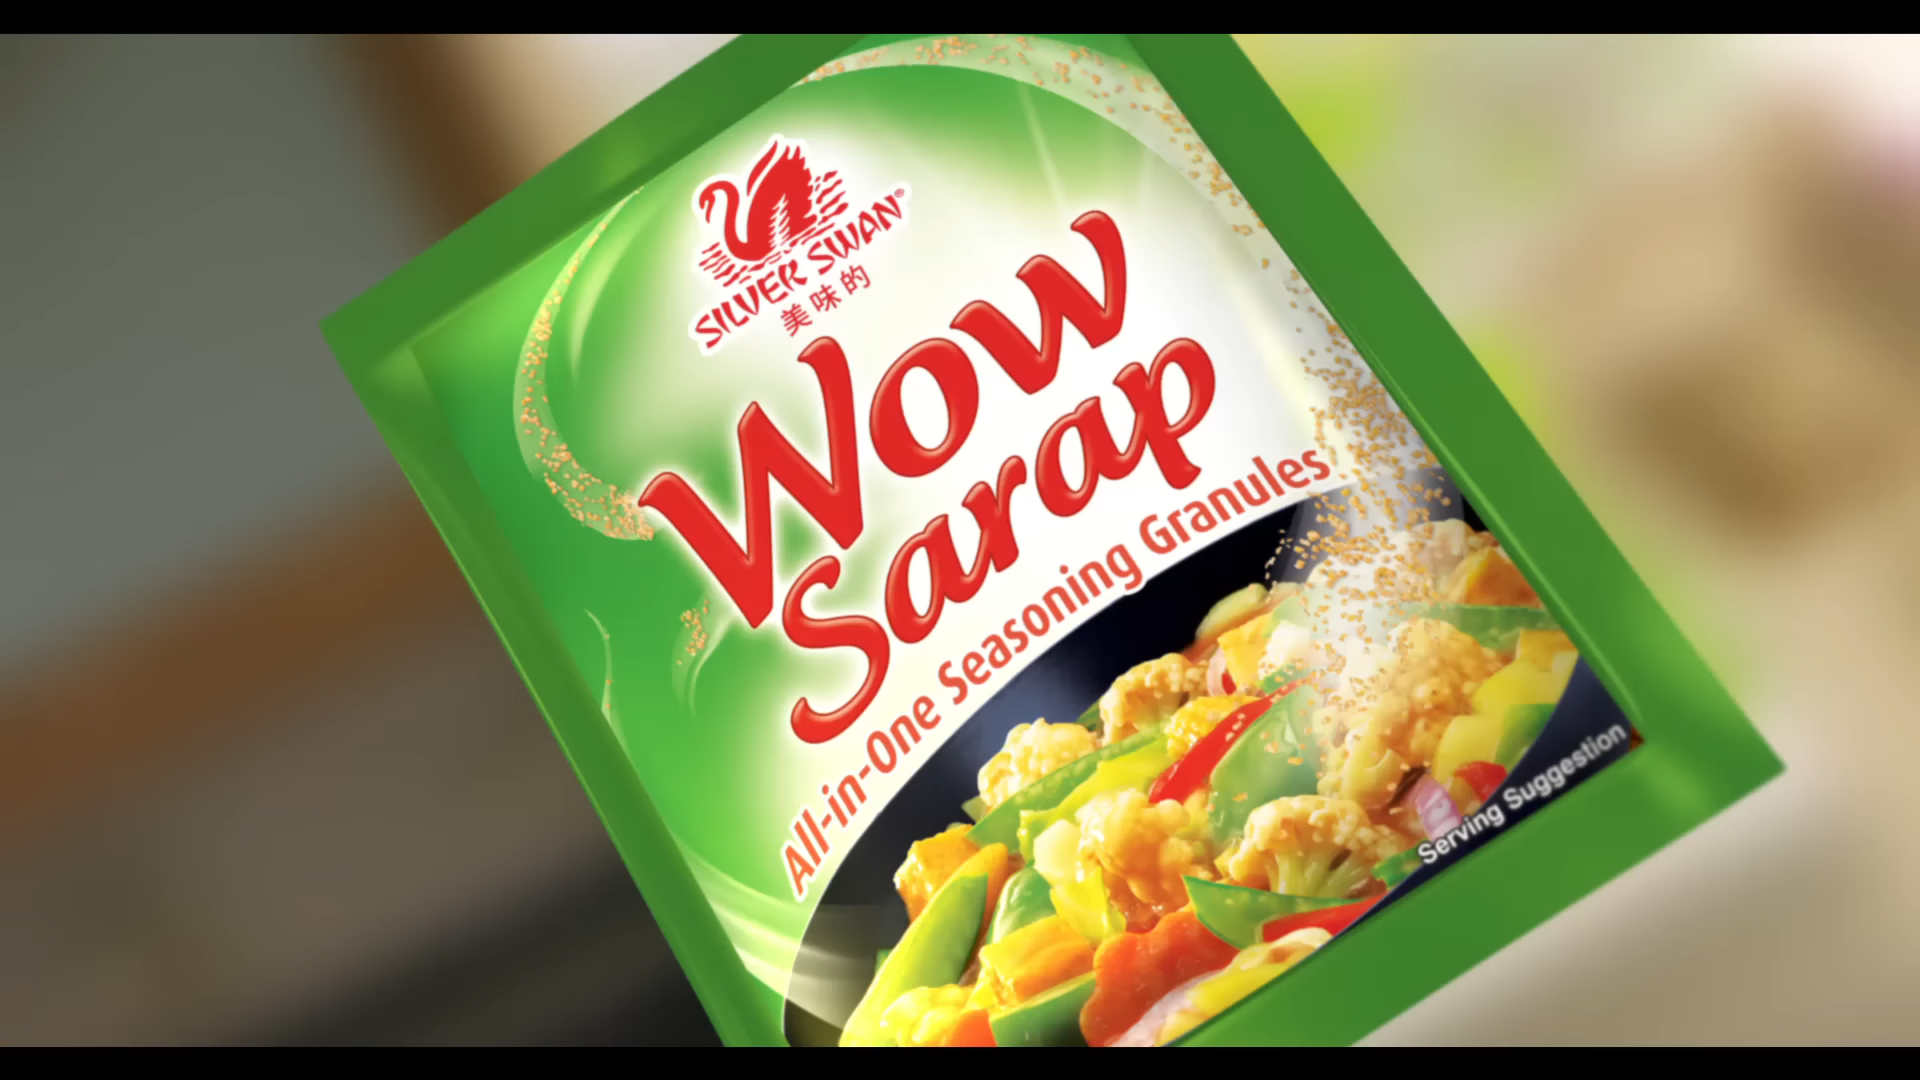 SILVER SWAN®
美味的
Wow
Sarap
All-in-One Seasoning Granules
Serving Suggestion